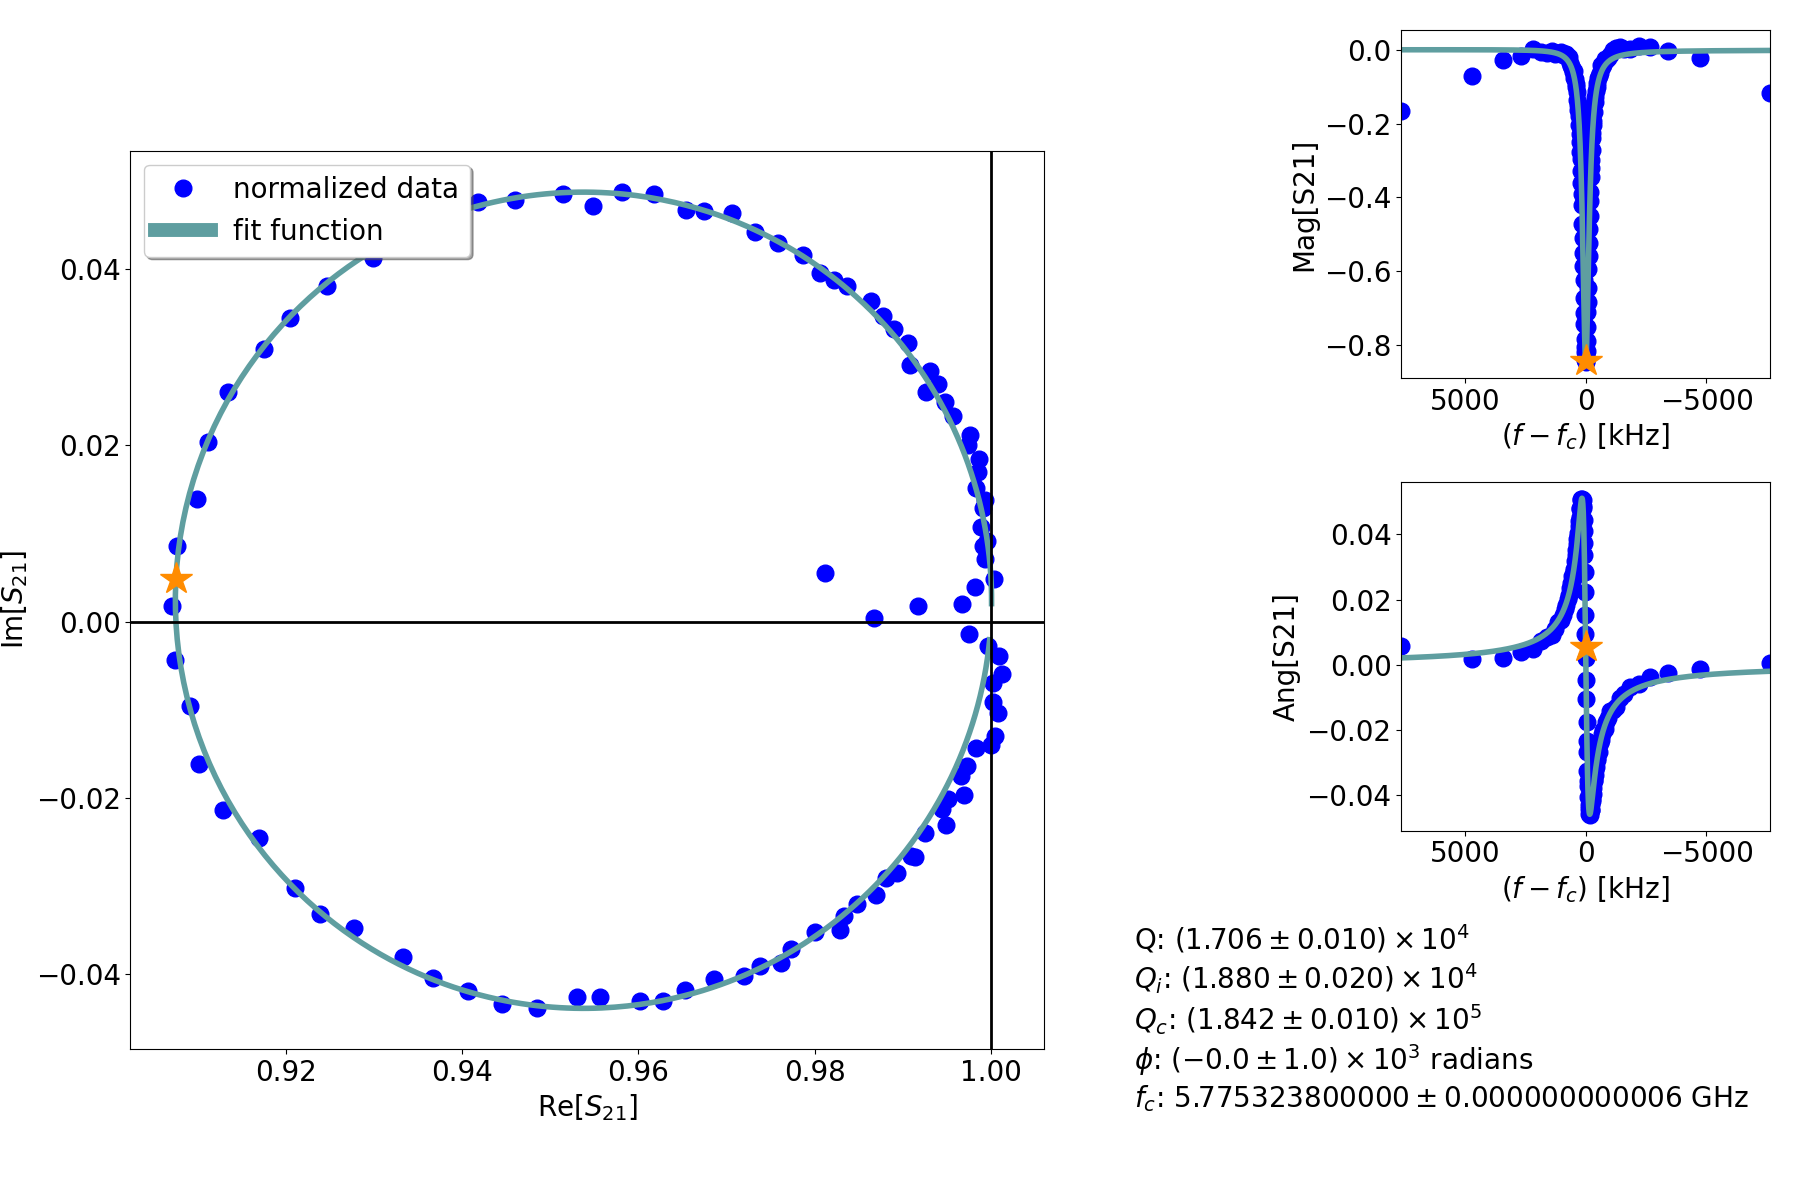 normalized data
fit function
0.04
0.02
0.00
−0.02
−0.04
Im[S₂₁]
0.92
0.94
0.96
0.98
1.00
Re[S₂₁]
0.0
−0.2
−0.4
−0.6
−0.8
Mag[S21]
5000
0
−5000
(f − f_c) [kHz]
0.04
0.02
0.00
−0.02
−0.04
Ang[S21]
5000
0
−5000
(f − f_c) [kHz]
Q: (1.706 ± 0.010) × 10⁴
Q_i: (1.880 ± 0.020) × 10⁴
Q_c: (1.842 ± 0.010) × 10⁵
ϕ: (−0.0 ± 1.0) × 10³ radians
f_c: 5.775323800000 ± 0.000000000006 GHz